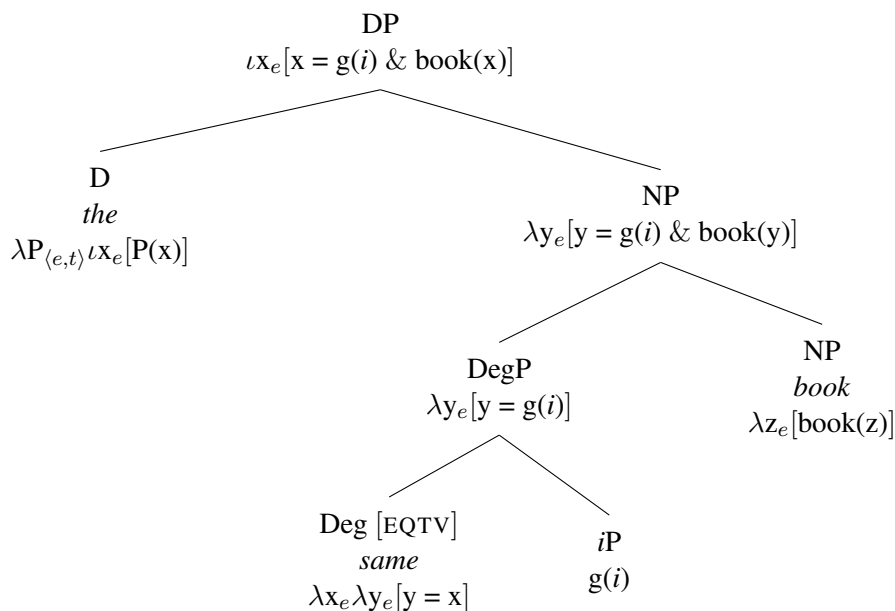 DP
ιx_e[x = g(i) & book(x)]
D
the
λP_⟨e,t⟩ιx_e[P(x)]
NP
λy_e[y = g(i) & book(y)]
DegP
λy_e[y = g(i)]
NP
book
λz_e[book(z)]
Deg [EQTV]
same
λx_eλy_e[y = x]
iP
g(i)